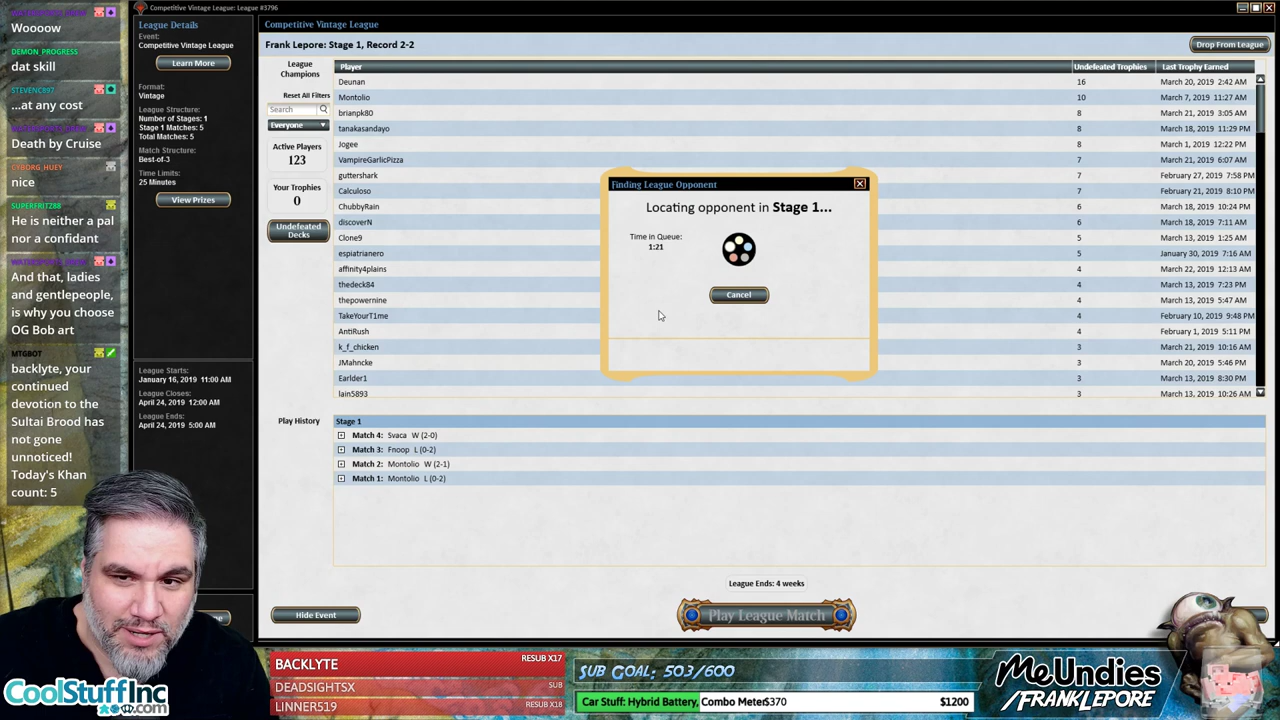 Competitive Vintage League: League #3796
Woooow
DEMON_PROGRESS
dat skill
STEVENC897
...at any cost
Death by Cruise
CYBORG_HUEY
nice
SUPERFRITZ88
He is neither a pal
nor a confidant
And that, ladies
and gentlepeople,
is why you choose
OG Bob art
MTGBOT
backlyte, your
continued
devotion to the
Sultai Brood has
not gone
unnoticed!
Today's Khan
count: 5
League Details
Event:
Competitive Vintage League
Learn More
Format:
Vintage
League Structure:
Number of Stages: 1
Stage 1 Matches: 5
Total Matches: 5
Match Structure:
Best-of-3
Time Limits:
25 Minutes
View Prizes
League Starts:
January 16, 2019 11:00 AM
League Closes:
April 24, 2019 12:00 AM
League Ends:
April 24, 2019 5:00 AM
Competitive Vintage League
Frank Lepore: Stage 1, Record 2-2
Drop From League
League
Champions
Reset All Filters
Search
Everyone
Active Players
123
Your Trophies
0
Undefeated
Decks
Player Undefeated Trophies Last Trophy Earned
Deunan 16 March 20, 2019 2:42 AM
Montolio 10 March 7, 2019 11:27 AM
brianpk80 8 March 21, 2019 3:05 AM
tanakasandayo 8 March 18, 2019 11:29 PM
Jogee 8 March 1, 2019 12:22 PM
VampireGarlicPizza 7 March 21, 2019 6:07 AM
guttershark 7 February 27, 2019 7:58 PM
Calculoso 7 February 21, 2019 8:10 PM
ChubbyRain 6 March 18, 2019 10:24 PM
discoverN 6 March 18, 2019 7:11 AM
Clone9 5 March 13, 2019 1:25 AM
espiatrianero 5 January 30, 2019 7:16 AM
affinity4plains 4 March 22, 2019 12:13 AM
thedeck84 4 March 13, 2019 7:23 PM
thepowernine 4 March 13, 2019 5:47 AM
TakeYourT1me 4 February 10, 2019 9:48 PM
AntiRush 4 February 1, 2019 5:11 PM
k_f_chicken 3 March 21, 2019 10:16 AM
JMahncke 3 March 20, 2019 5:46 PM
Earlder1 3 March 13, 2019 8:30 PM
lain5893 3 March 13, 2019 10:26 AM
Finding League Opponent
Locating opponent in Stage 1...
Time in Queue:
1:21
Cancel
Play History
Stage 1
Match 4: Svaca W (2-0)
Match 3: Fnoop L (0-2)
Match 2: Montolio W (2-1)
Match 1: Montolio L (0-2)
League Ends: 4 weeks
Hide Event
Play League Match
CoolStuffInc
.com
BACKLYTE RESUB X17
DEADSIGHTSX SUB
LINNER519 RESUB X18
SUB GOAL: 503/600
Car Stuff: Hybrid Battery, Combo Meter $370 $1200
MeUndies
/FRANKLEPORE